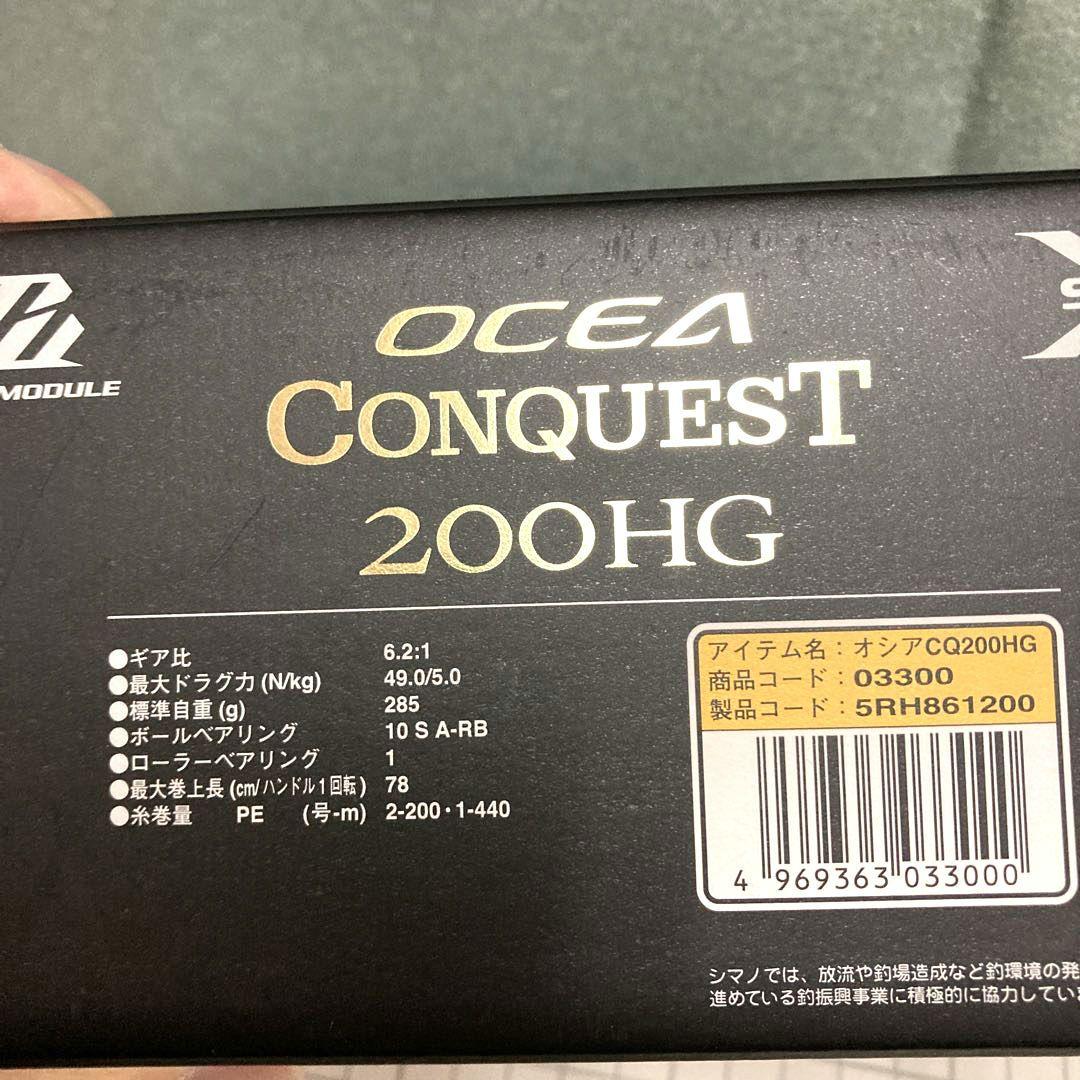 MODULE
OCEA
CONQUEST
200HG
●ギア比 6.2:1
●最大ドラグ力 (N/kg) 49.0/5.0
●標準自重 (g) 285
●ボールベアリング 10 S A-RB
●ローラーベアリング 1
●最大巻上長 (cm/ハンドル1回転) 78
●糸巻量 PE (号-m) 2-200・1-440
アイテム名：オシアCQ200HG
商品コード：03300
製品コード：5RH861200
4 969363 033000
シマノでは、放流や釣場造成など釣環境の発
進めている釣振興事業に積極的に協力してい